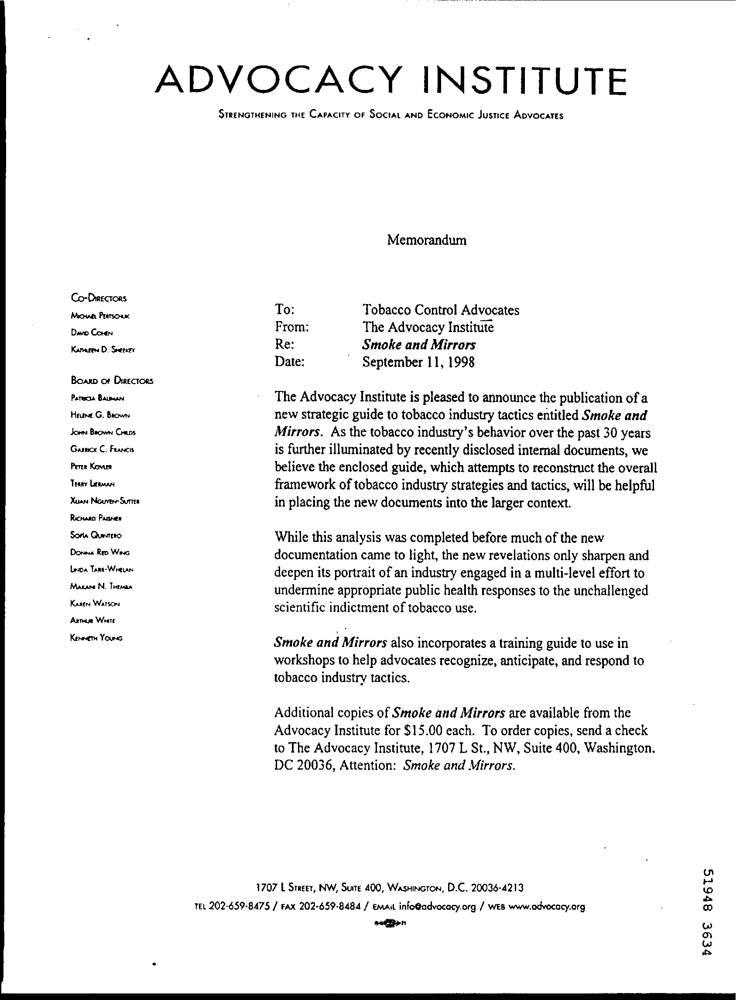 ADVOCACY INSTITUTE
STRENGTHENING THE CAPACITY OF SOCIAL AND ECONOMIC JUSTICE ADVOCATES
Memorandum
CO-DIRECTORS
MICHAEL PERTSCHUK
DAVID COHEN
KATHLEEN D. SHEEKEY
BOARD OF DIRECTORS
PATRICIA BAUMAN
HELENE G. BROWN
JOHN BROWN CHILDS
GARRICK C. FRANCIS
PETER KOVLER
TERRY LIERMAN
XUAN NGUYEN-SUTTER
RICHARD PAISNER
SOFIA QUINTERO
DONNA RED WING
LINDA TARR-WHELAN
MAKANI N. THEMBA
KAREN WATSON
ARTHUR WHITE
KENNETH YOUNG
To: Tobacco Control Advocates
From: The Advocacy Institute
Re: Smoke and Mirrors
Date: September 11, 1998
The Advocacy Institute is pleased to announce the publication of a
new strategic guide to tobacco industry tactics entitled Smoke and
Mirrors. As the tobacco industry's behavior over the past 30 years
is further illuminated by recently disclosed internal documents, we
believe the enclosed guide, which attempts to reconstruct the overall
framework of tobacco industry strategies and tactics, will be helpful
in placing the new documents into the larger context.
While this analysis was completed before much of the new
documentation came to light, the new revelations only sharpen and
deepen its portrait of an industry engaged in a multi-level effort to
undermine appropriate public health responses to the unchallenged
scientific indictment of tobacco use.
Smoke and Mirrors also incorporates a training guide to use in
workshops to help advocates recognize, anticipate, and respond to
tobacco industry tactics.
Additional copies of Smoke and Mirrors are available from the
Advocacy Institute for $15.00 each. To order copies, send a check
to The Advocacy Institute, 1707 L St., NW, Suite 400, Washington.
DC 20036, Attention: Smoke and Mirrors.
1707 L STREET, NW, SUITE 400, WASHINGTON, D.C. 20036-4213
TEL 202-659-8475 / FAX 202-659-8484 / EMAIL info@advocacy.org / WEB www.advocacy.org
51948 3634